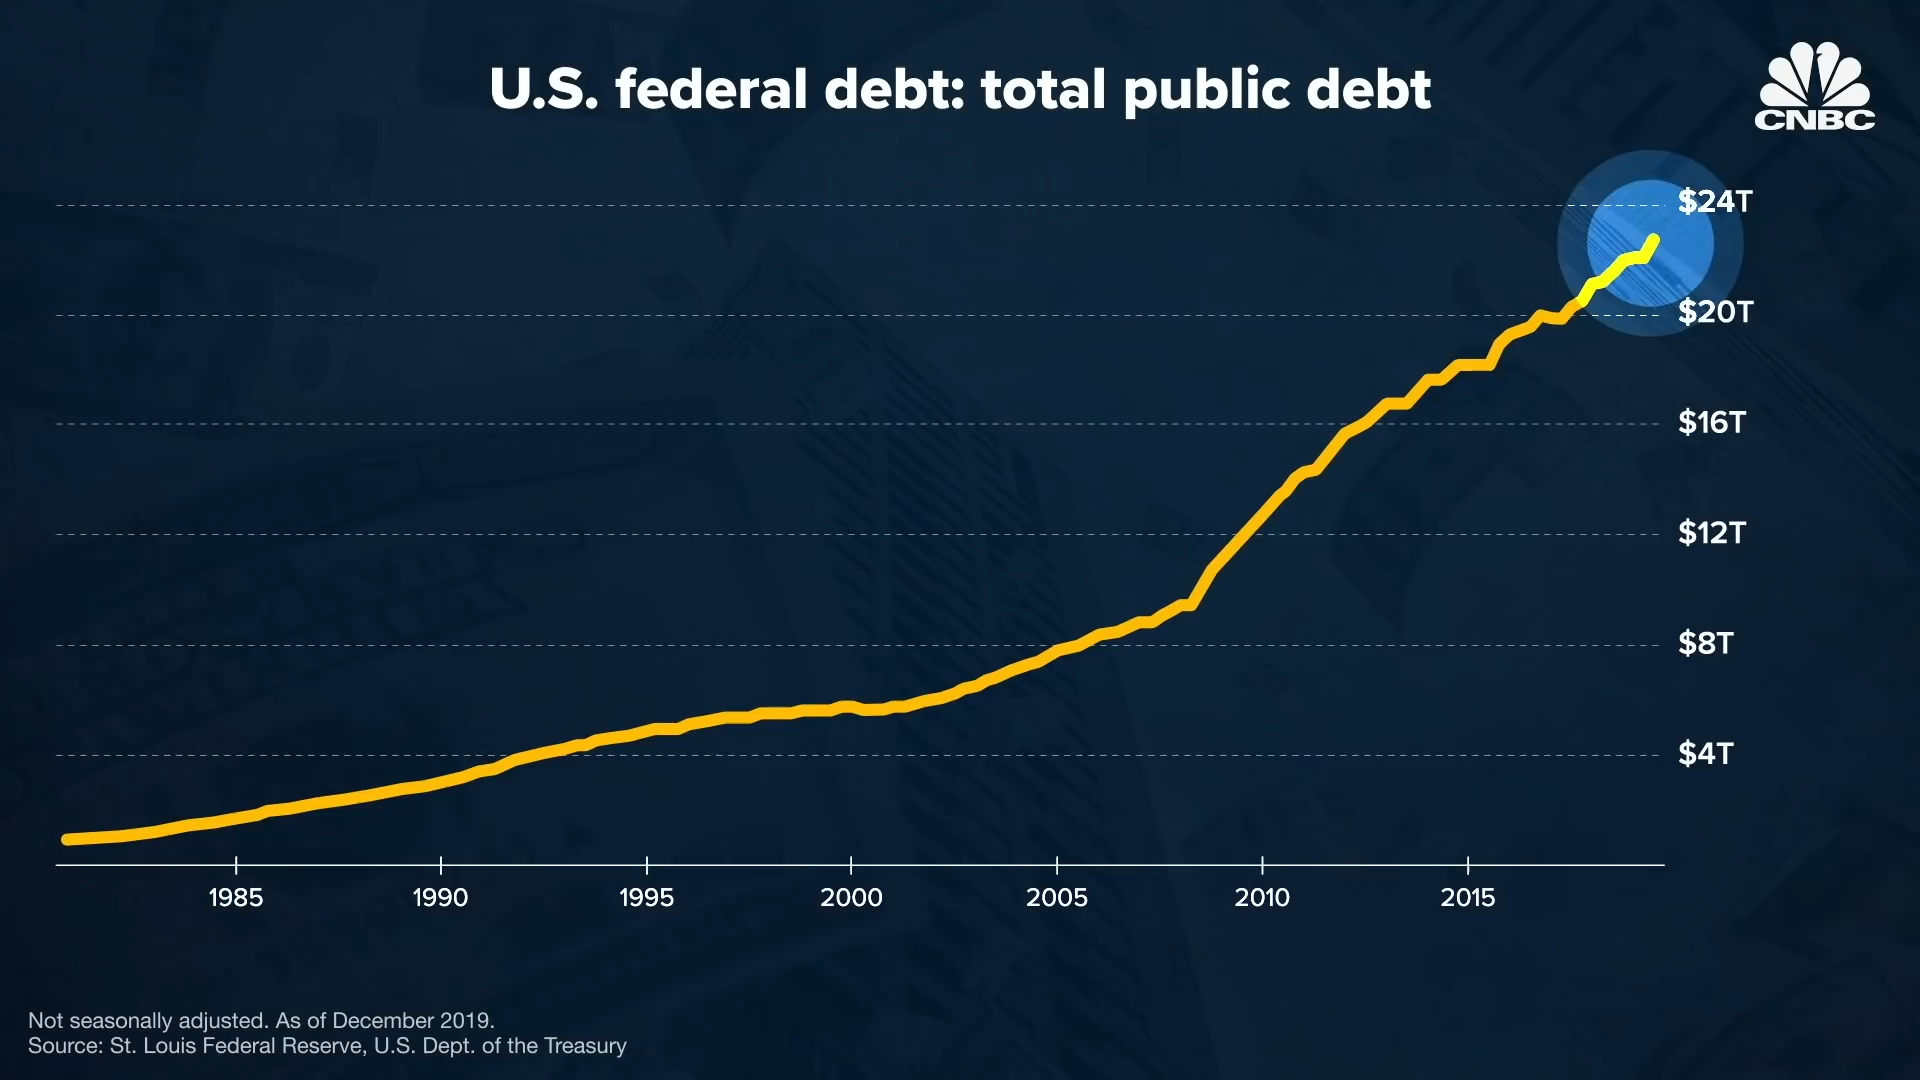 U.S. federal debt: total public debt
CNBC
$24T
$20T
$16T
$12T
$8T
$4T
1985 1990 1995 2000 2005 2010 2015
Not seasonally adjusted. As of December 2019.
Source: St. Louis Federal Reserve, U.S. Dept. of the Treasury